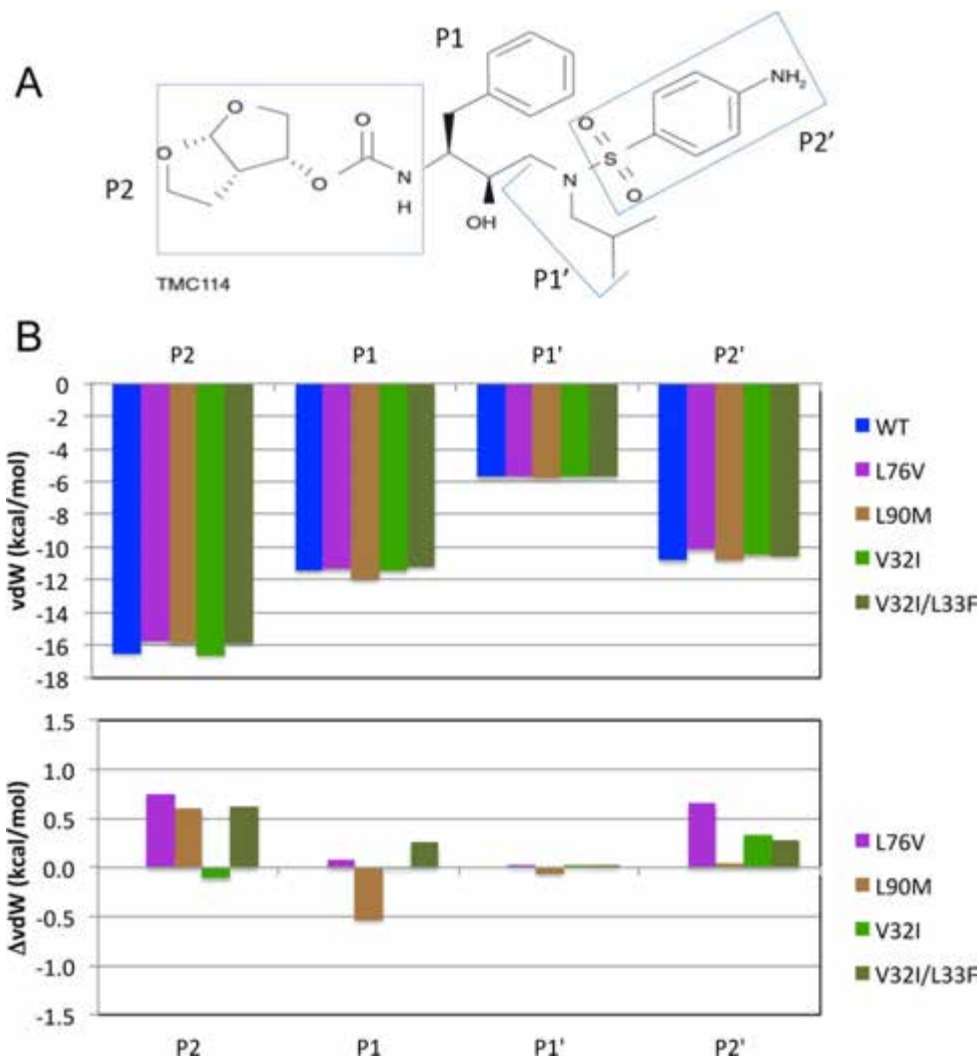 A
P1
O
O
NH2
O
O
S
P2'
P2
O
N
H
O
N
O
OH
P1'
TMC114
B
P2 P1 P1' P2'
0
-2
-4
-6
-8
-10
-12
-14
-16
-18
vdW (kcal/mol)
WT
L76V
L90M
V32I
V32I/L33F
1.5
1.0
0.5
0.0
-0.5
-1.0
-1.5
ΔvdW (kcal/mol)
L76V
L90M
V32I
V32I/L33F
P2 P1 P1' P2'